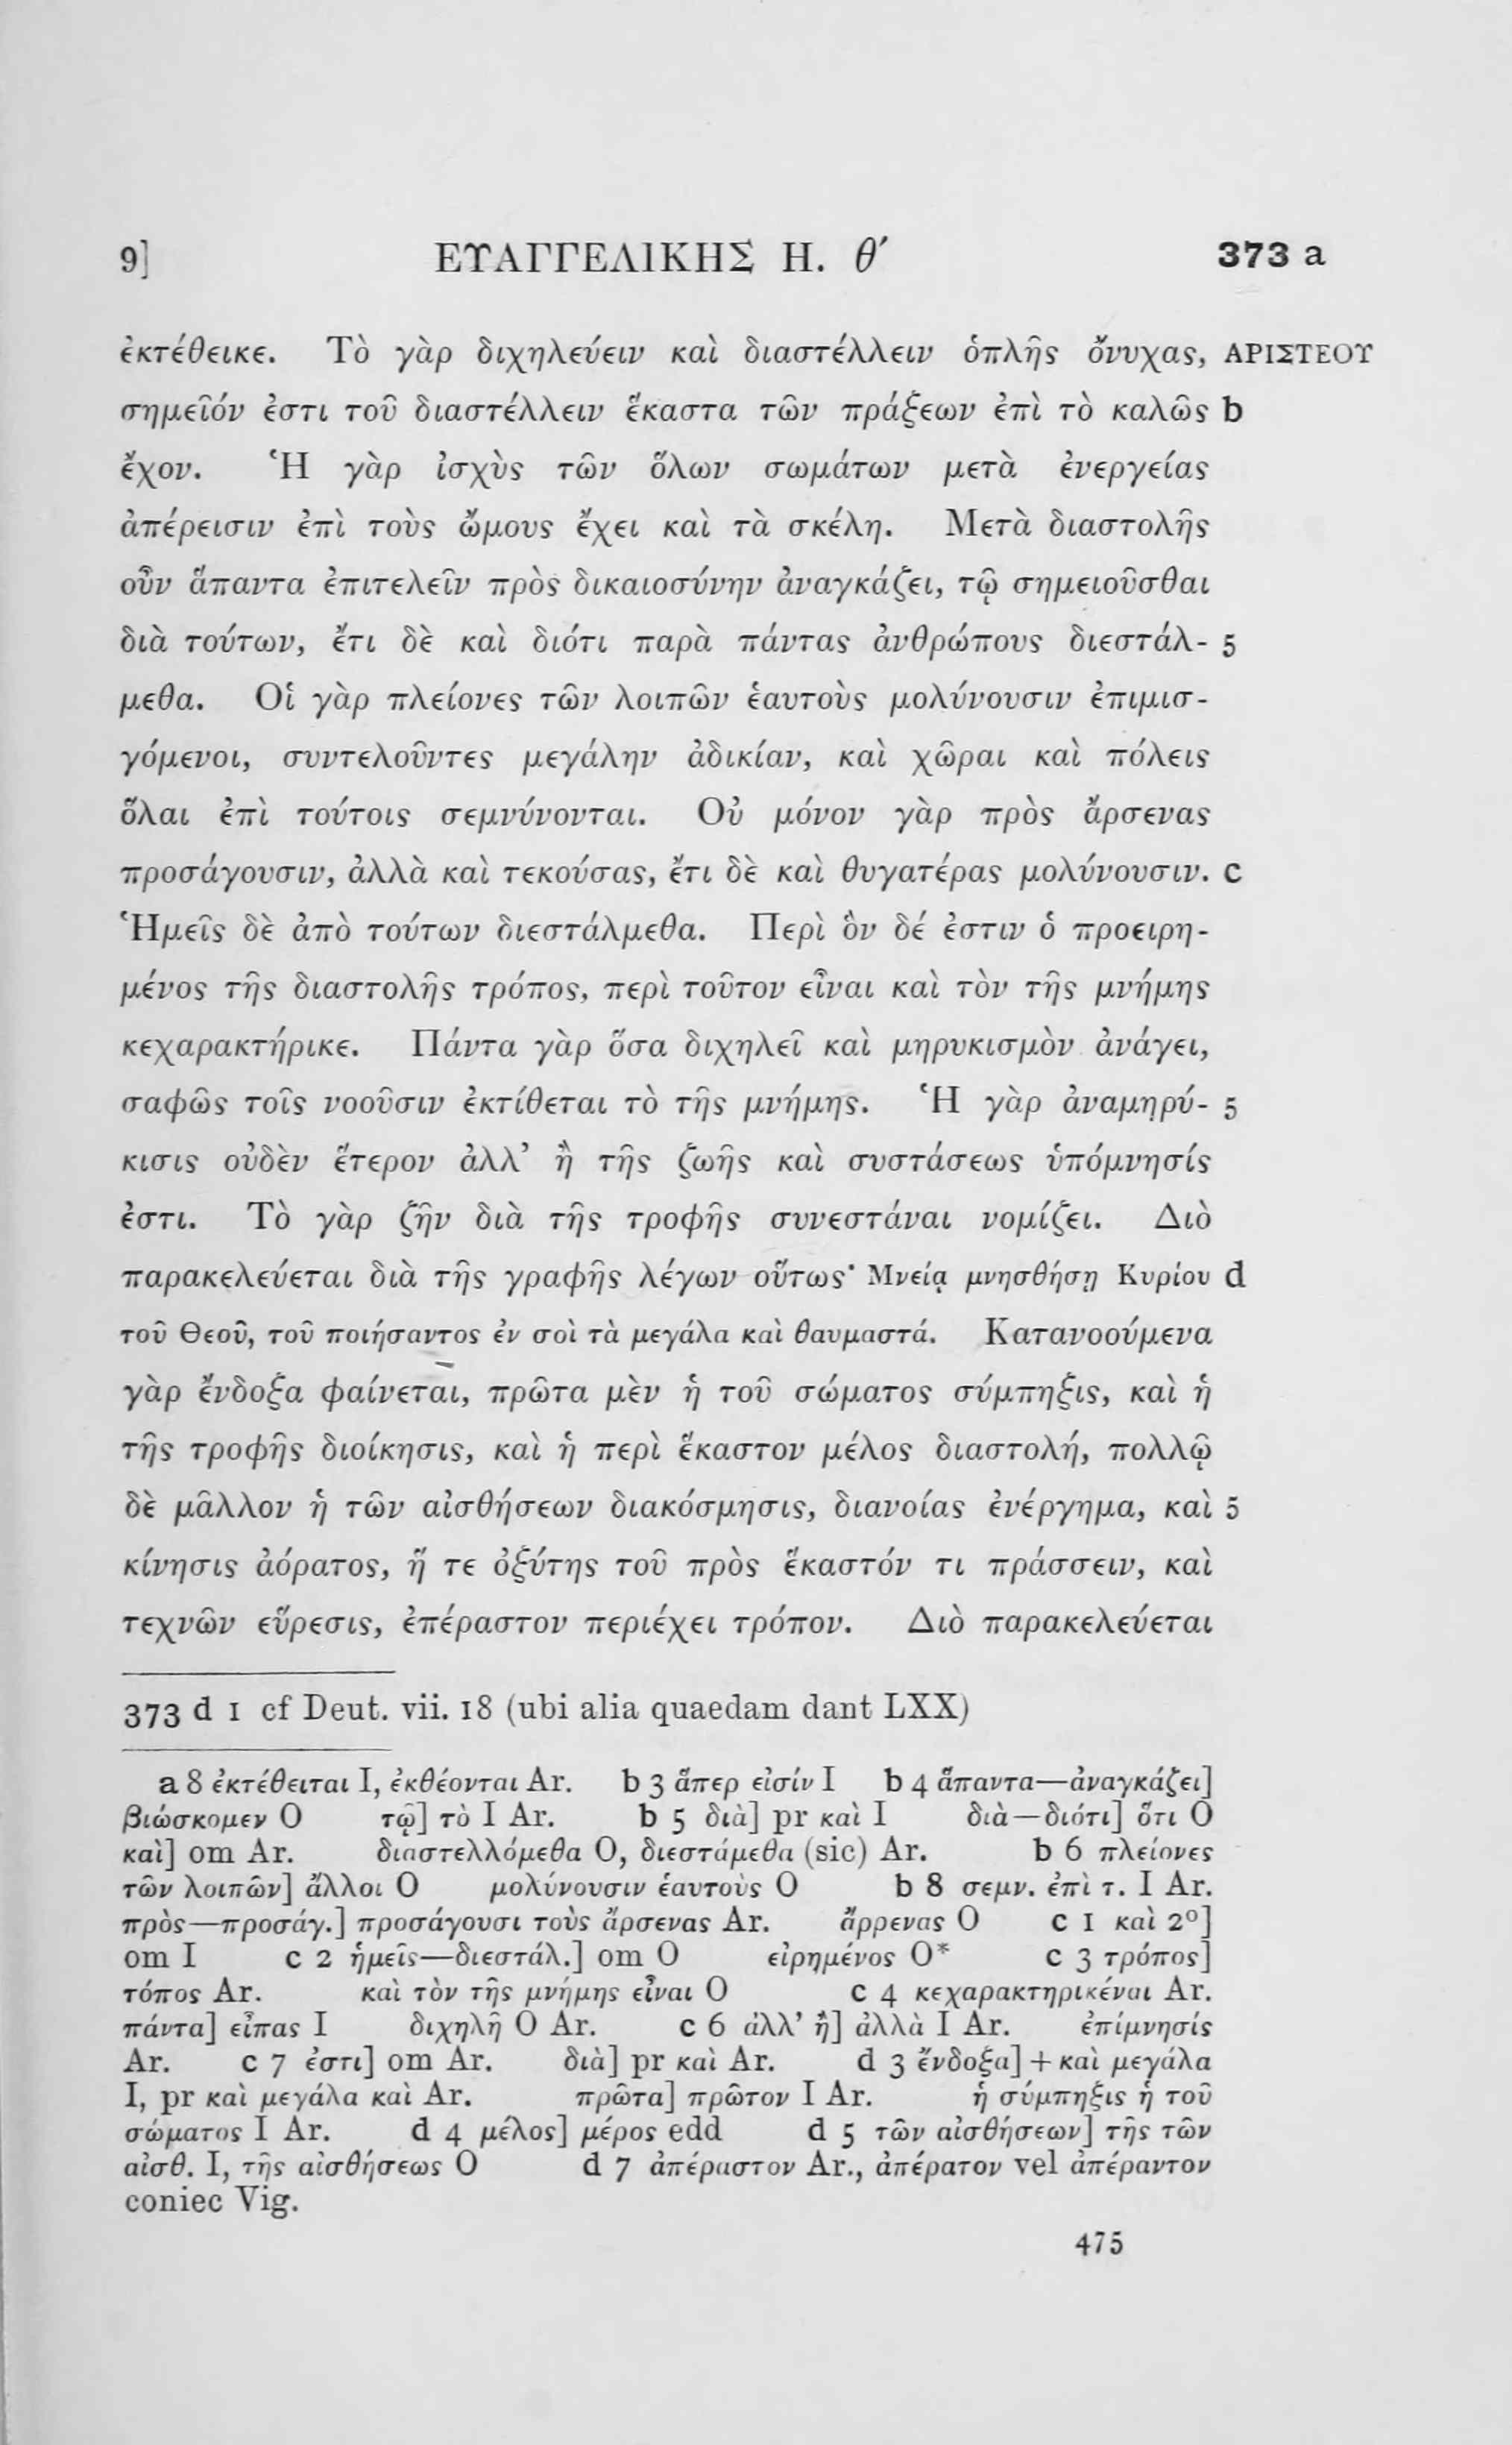 9] ΕΥΑΓΓΕΛΙΚΗΣ Η. θ′ 373 a
ἐκτέθεικε. Τὸ γὰρ διχηλεύειν καὶ διαστέλλειν ὁπλῆς ὄνυχας, ΑΡΙΣΤΕΟΥ
σημεῖόν ἐστι τοῦ διαστέλλειν ἕκαστα τῶν πράξεων ἐπὶ τὸ καλῶς b
ἔχον. Ἡ γὰρ ἰσχὺς τῶν ὅλων σωμάτων μετὰ ἐνεργείας
ἀπέρεισιν ἐπὶ τοὺς ὤμους ἔχει καὶ τὰ σκέλη. Μετὰ διαστολῆς
οὖν ἅπαντα ἐπιτελεῖν πρὸς δικαιοσύνην ἀναγκάζει, τῷ σημειοῦσθαι
διὰ τούτων, ἔτι δὲ καὶ διότι παρὰ πάντας ἀνθρώπους διεστάλ- 5
μεθα. Οἱ γὰρ πλείονες τῶν λοιπῶν ἑαυτοὺς μολύνουσιν ἐπιμισ-
γόμενοι, συντελοῦντες μεγάλην ἀδικίαν, καὶ χῶραι καὶ πόλεις
ὅλαι ἐπὶ τούτοις σεμνύνονται. Οὐ μόνον γὰρ πρὸς ἄρσενας
προσάγουσιν, ἀλλὰ καὶ τεκούσας, ἔτι δὲ καὶ θυγατέρας μολύνουσιν. c
Ἡμεῖς δὲ ἀπὸ τούτων διεστάλμεθα. Περὶ ὃν δέ ἐστιν ὁ προειρη-
μένος τῆς διαστολῆς τρόπος, περὶ τοῦτον εἶναι καὶ τὸν τῆς μνήμης
κεχαρακτήρικε. Πάντα γὰρ ὅσα διχηλεῖ καὶ μηρυκισμὸν ἀνάγει,
σαφῶς τοῖς νοοῦσιν ἐκτίθεται τὸ τῆς μνήμης. Ἡ γὰρ ἀναμηρύ- 5
κισις οὐδὲν ἕτερον ἀλλ’ ἢ τῆς ζωῆς καὶ συστάσεως ὑπόμνησίς
ἐστι. Τὸ γὰρ ζῆν διὰ τῆς τροφῆς συνεστάναι νομίζει. Διὸ
παρακελεύεται διὰ τῆς γραφῆς λέγων οὕτως· Μνείᾳ μνησθήσῃ Κυρίου d
τοῦ Θεοῦ, τοῦ ποιήσαντος ἐν σοὶ τὰ μεγάλα καὶ θαυμαστά. Κατανοούμενα
γὰρ ἔνδοξα φαίνεται, πρῶτα μὲν ἡ τοῦ σώματος σύμπηξις, καὶ ἡ
τῆς τροφῆς διοίκησις, καὶ ἡ περὶ ἕκαστον μέλος διαστολή, πολλῷ
δὲ μᾶλλον ἡ τῶν αἰσθήσεων διακόσμησις, διανοίας ἐνέργημα, καὶ 5
κίνησις ἀόρατος, ἥ τε ὀξύτης τοῦ πρὸς ἕκαστόν τι πράσσειν, καὶ
τεχνῶν εὕρεσις, ἐπέραστον περιέχει τρόπον. Διὸ παρακελεύεται
373 d 1 cf Deut. vii. 18 (ubi alia quaedam dant LXX)
a 8 ἐκτέθειται I, ἐκθέονται Ar. b 3 ἅπερ εἰσίν I b 4 ἅπαντα—ἀναγκάζει]
βιώσκομεν O τῷ] τὸ I Ar. b 5 διὰ] pr καὶ I διὰ—διότι] ὅτι O
καὶ] om Ar. διαστελλόμεθα O, διεστάμεθα (sic) Ar. b 6 πλείονες
τῶν λοιπῶν] ἄλλοι O μολύνουσιν ἑαυτοὺς O b 8 σεμν. ἐπὶ τ. I Ar.
πρὸς—προσάγ.] προσάγουσι τοὺς ἄρσενας Ar. ἄρρενας O c 1 καὶ 2º]
om I c 2 ἡμεῖς—διεστάλ.] om O εἰρημένος O* c 3 τρόπος]
τόπος Ar. καὶ τὸν τῆς μνήμης εἶναι O c 4 κεχαρακτηρικέναι Ar.
πάντα] εἶπας I διχηλῆ O Ar. c 6 ἀλλ’ ἢ] ἀλλὰ I Ar. ἐπίμνησίς
Ar. c 7 ἐστι] om Ar. διὰ] pr καὶ Ar. d 3 ἔνδοξα] + καὶ μεγάλα
I, pr καὶ μεγάλα καὶ Ar. πρῶτα] πρῶτον I Ar. ἡ σύμπηξις ἡ τοῦ
σώματος I Ar. d 4 μέλος] μέρος edd d 5 τῶν αἰσθήσεων] τῆς τῶν
αἰσθ. I, τῆς αἰσθήσεως O d 7 ἀπέραστον Ar., ἀπέρατον vel ἀπέραντον
coniec Vig.
475